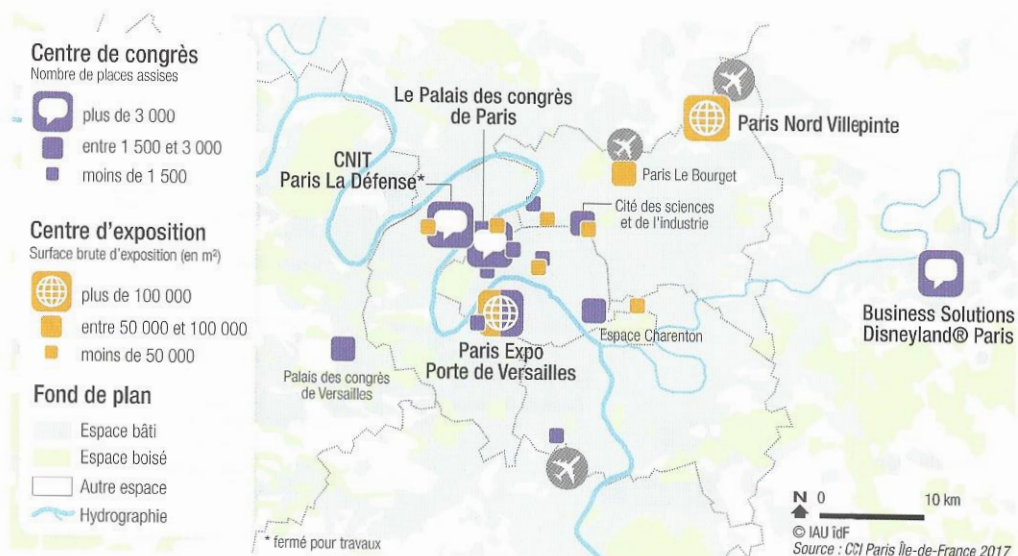 Centre de congrès
Nombre de places assises
plus de 3 000
entre 1 500 et 3 000
moins de 1 500
Centre d'exposition
Surface brute d'exposition (en m²)
plus de 100 000
entre 50 000 et 100 000
moins de 50 000
Fond de plan
Espace bâti
Espace boisé
Autre espace
Hydrographie
Le Palais des congrès
de Paris
CNIT
Paris La Défense*
Paris Nord Villepinte
Paris Le Bourget
Cité des sciences
et de l'industrie
Business Solutions
Disneyland® Paris
Espace Charenton
Paris Expo
Porte de Versailles
Palais des congrès
de Versailles
* fermé pour travaux
N 0 10 km
© IAU îdF
Source : CCI Paris Île-de-France 2017